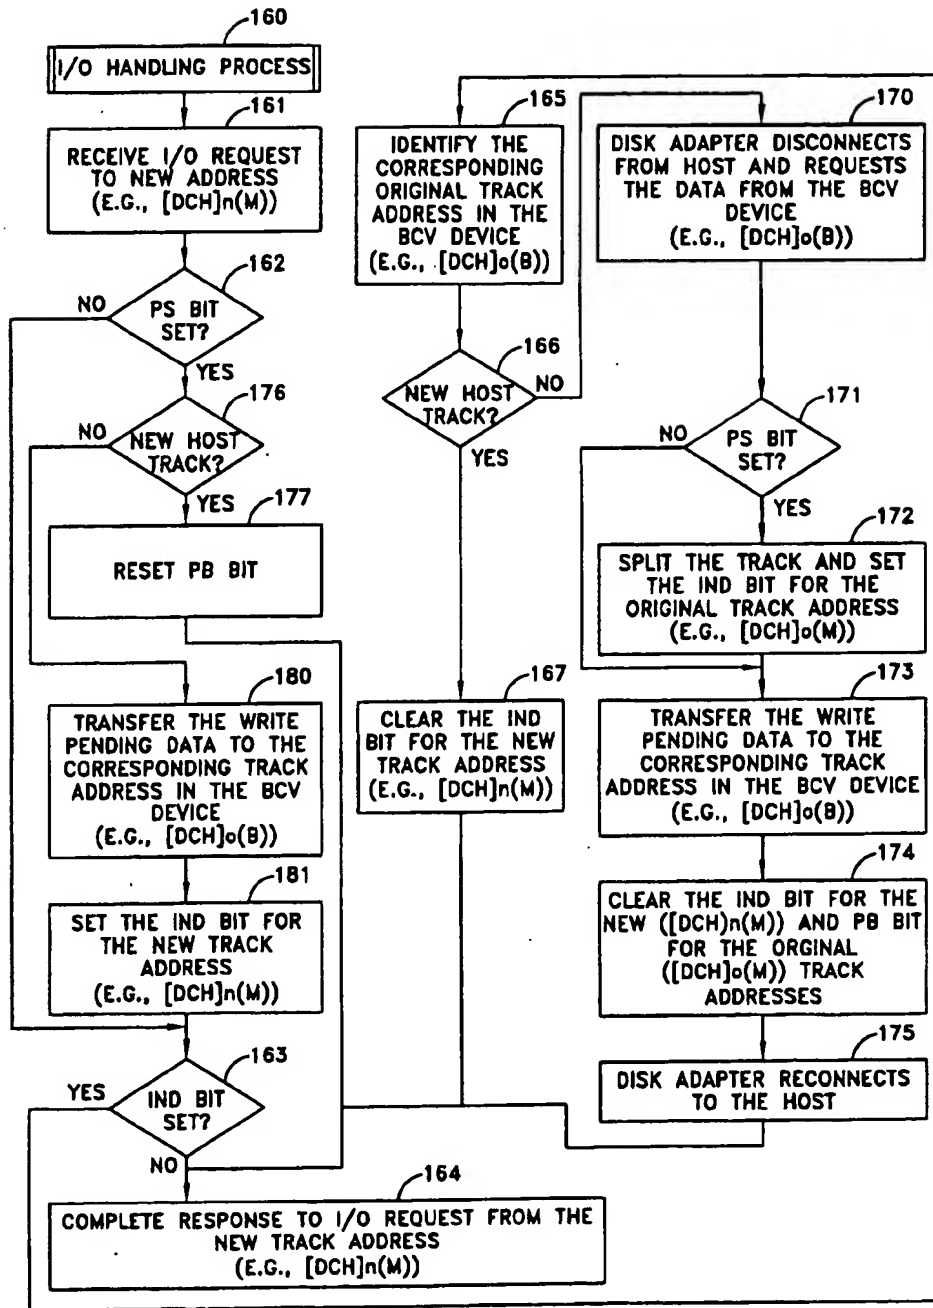 160
I/O HANDLING PROCESS
161
RECEIVE I/O REQUEST
TO NEW ADDRESS
(E.G., [DCH]n(M))
162
PS BIT
SET?
NO
YES
176
NEW HOST
TRACK?
NO
YES
177
RESET PB BIT
180
TRANSFER THE WRITE
PENDING DATA TO THE
CORRESPONDING TRACK
ADDRESS IN THE BCV
DEVICE
(E.G., [DCH]o(B))
181
SET THE IND BIT FOR
THE NEW TRACK
ADDRESS
(E.G., [DCH]n(M))
163
YES
IND BIT
SET?
NO
164
COMPLETE RESPONSE TO I/O REQUEST FROM THE
NEW TRACK ADDRESS
(E.G., [DCH]n(M))
165
IDENTIFY THE
CORRESPONDING
ORIGINAL TRACK
ADDRESS IN THE
BCV DEVICE
(E.G., [DCH]o(B))
166
NEW HOST
TRACK?
NO
YES
167
CLEAR THE IND
BIT FOR THE NEW
TRACK ADDRESS
(E.G., [DCH]n(M))
170
DISK ADAPTER DISCONNECTS
FROM HOST AND REQUESTS
THE DATA FROM THE BCV
DEVICE
(E.G., [DCH]o(B))
171
NO
PS BIT
SET?
YES
172
SPLIT THE TRACK AND SET
THE IND BIT FOR THE
ORIGINAL TRACK ADDRESS
(E.G., [DCH]o(M))
173
TRANSFER THE WRITE
PENDING DATA TO THE
CORRESPONDING TRACK
ADDRESS IN THE BCV DEVICE
(E.G., [DCH]o(B))
174
CLEAR THE IND BIT FOR THE
NEW ([DCH)n(M)) AND PB BIT
FOR THE ORGINAL
([DCH]o(M)) TRACK
ADDRESSES
175
DISK ADAPTER RECONNECTS
TO THE HOST